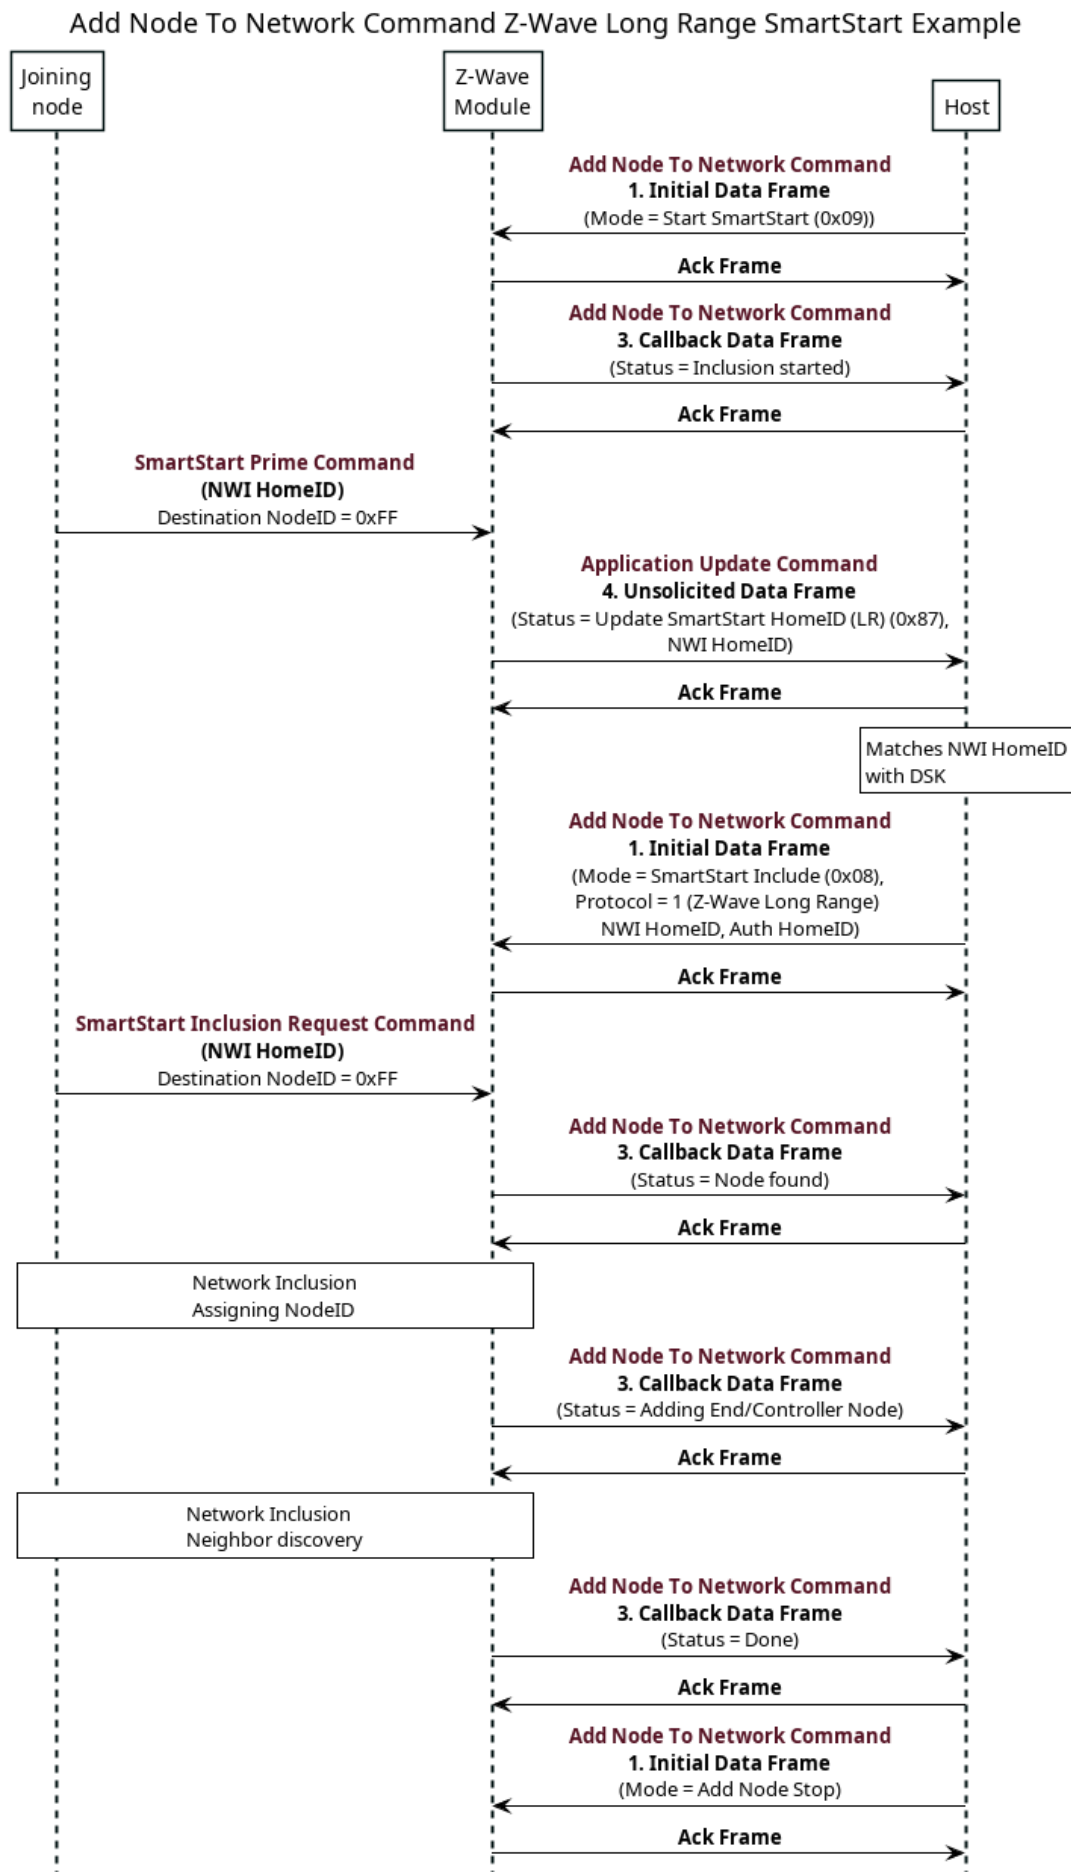 Add Node To Network Command Z-Wave Long Range SmartStart Example
Joining
node
Z-Wave
Module
Host
Add Node To Network Command
1. Initial Data Frame
(Mode = Start SmartStart (0x09))
Ack Frame
Add Node To Network Command
3. Callback Data Frame
(Status = Inclusion started)
Ack Frame
SmartStart Prime Command
(NWI HomeID)
Destination NodeID = 0xFF
Application Update Command
4. Unsolicited Data Frame
(Status = Update SmartStart HomeID (LR) (0x87),
NWI HomeID)
Ack Frame
Matches NWI HomeID
with DSK
Add Node To Network Command
1. Initial Data Frame
(Mode = SmartStart Include (0x08),
Protocol = 1 (Z-Wave Long Range)
NWI HomeID, Auth HomeID)
Ack Frame
SmartStart Inclusion Request Command
(NWI HomeID)
Destination NodeID = 0xFF
Add Node To Network Command
3. Callback Data Frame
(Status = Node found)
Ack Frame
Network Inclusion
Assigning NodeID
Add Node To Network Command
3. Callback Data Frame
(Status = Adding End/Controller Node)
Ack Frame
Network Inclusion
Neighbor discovery
Add Node To Network Command
3. Callback Data Frame
(Status = Done)
Ack Frame
Add Node To Network Command
1. Initial Data Frame
(Mode = Add Node Stop)
Ack Frame